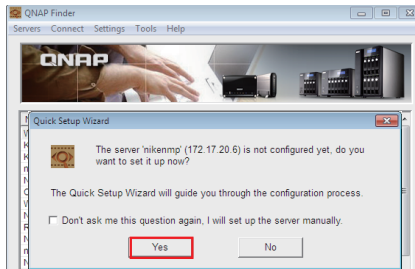 QNAP Finder
Servers Connect Settings Tools Help
QNAP
Quick Setup Wizard
The server 'nikenmp' (172.17.20.6) is not configured yet, do you
want to set it up now?
The Quick Setup Wizard will guide you through the configuration process.
Don't ask me this question again, I will set up the server manually.
Yes No